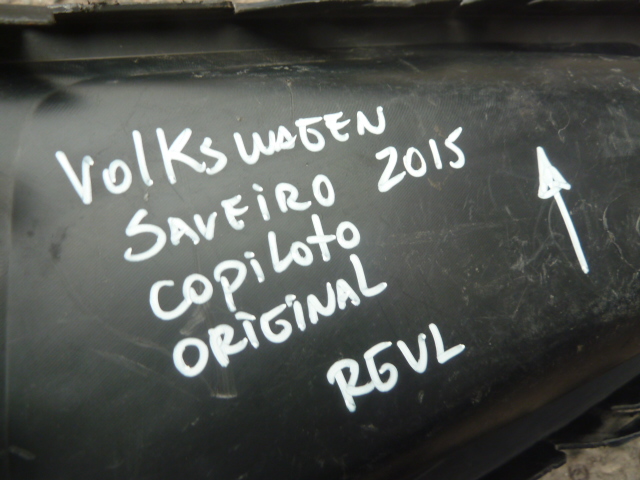 VOLKSWAGEN
SAVEIRO 2015
COPILOTO
ORIGINAL
RGVL